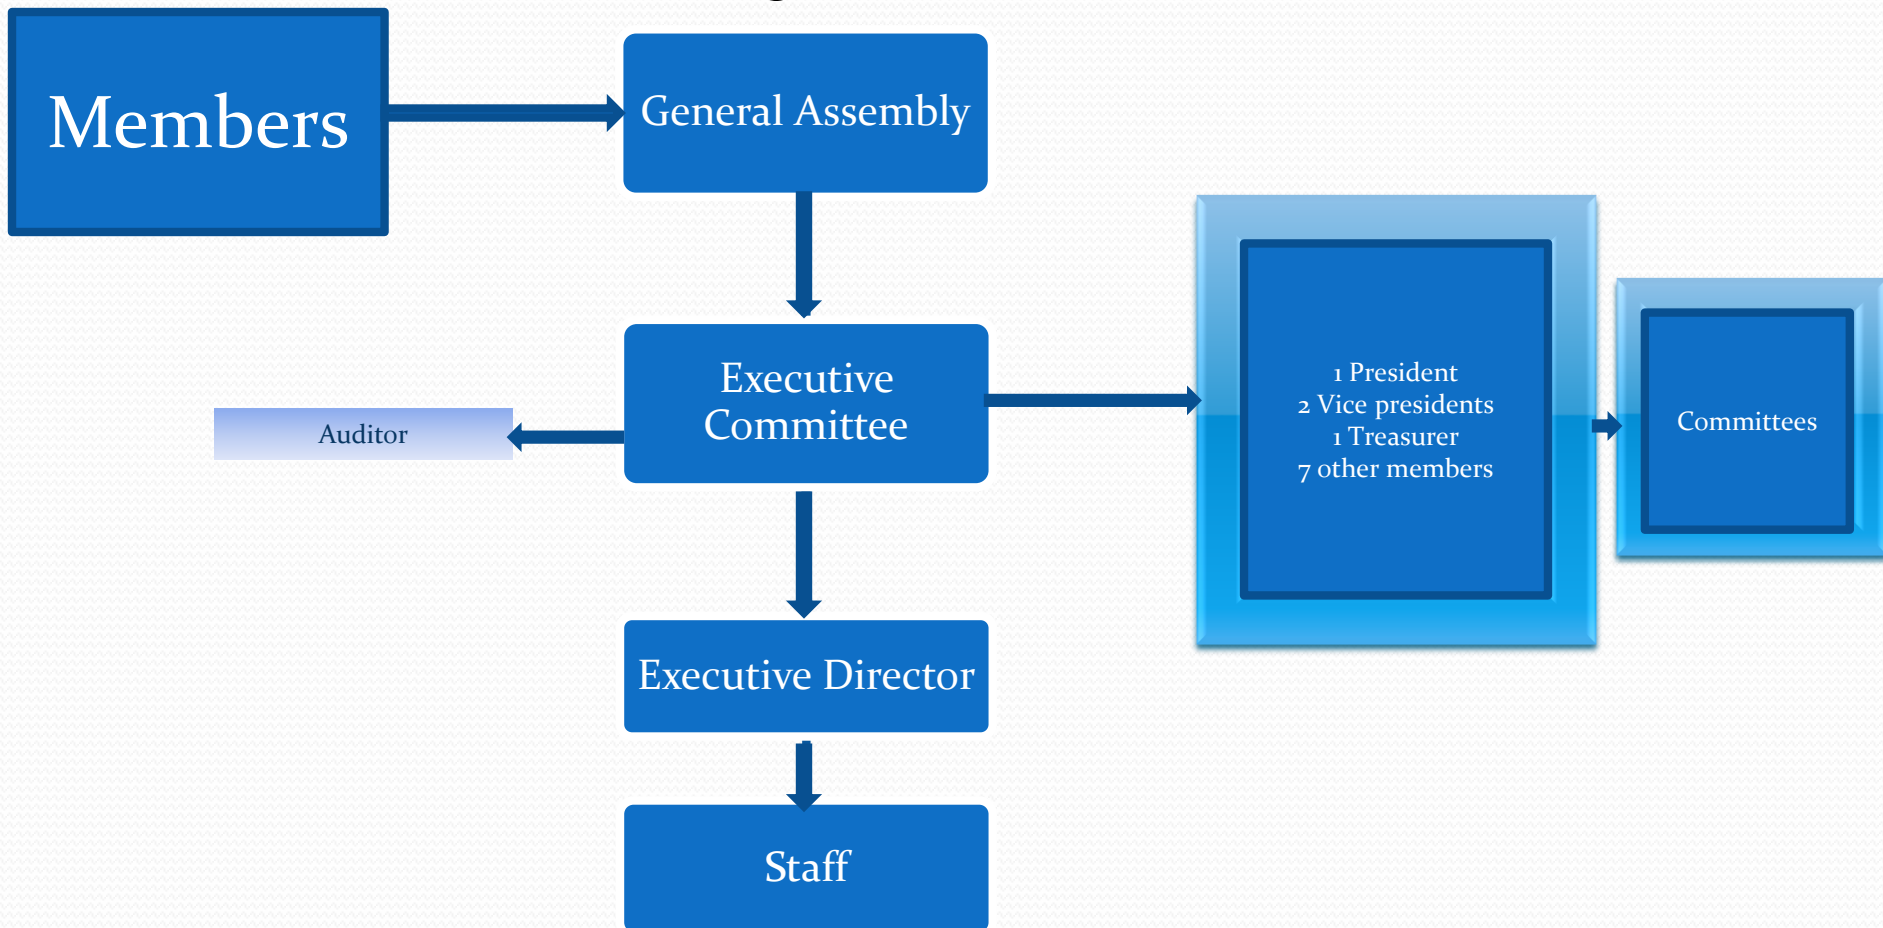 Members
General Assembly
Executive
Committee
Auditor
1 President
2 Vice presidents
1 Treasurer
7 other members
Committees
Executive Director
Staff